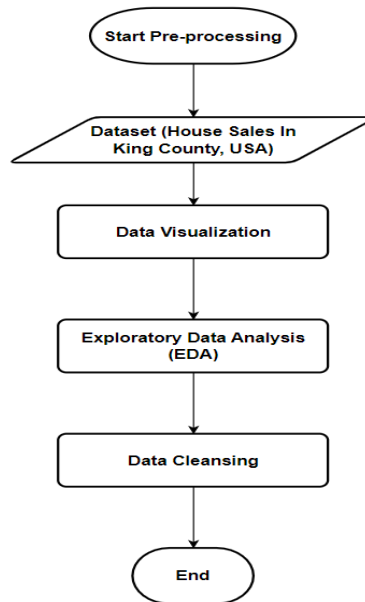 Start Pre-processing
Dataset (House Sales In
King County, USA)
Data Visualization
Exploratory Data Analysis
(EDA)
Data Cleansing
End